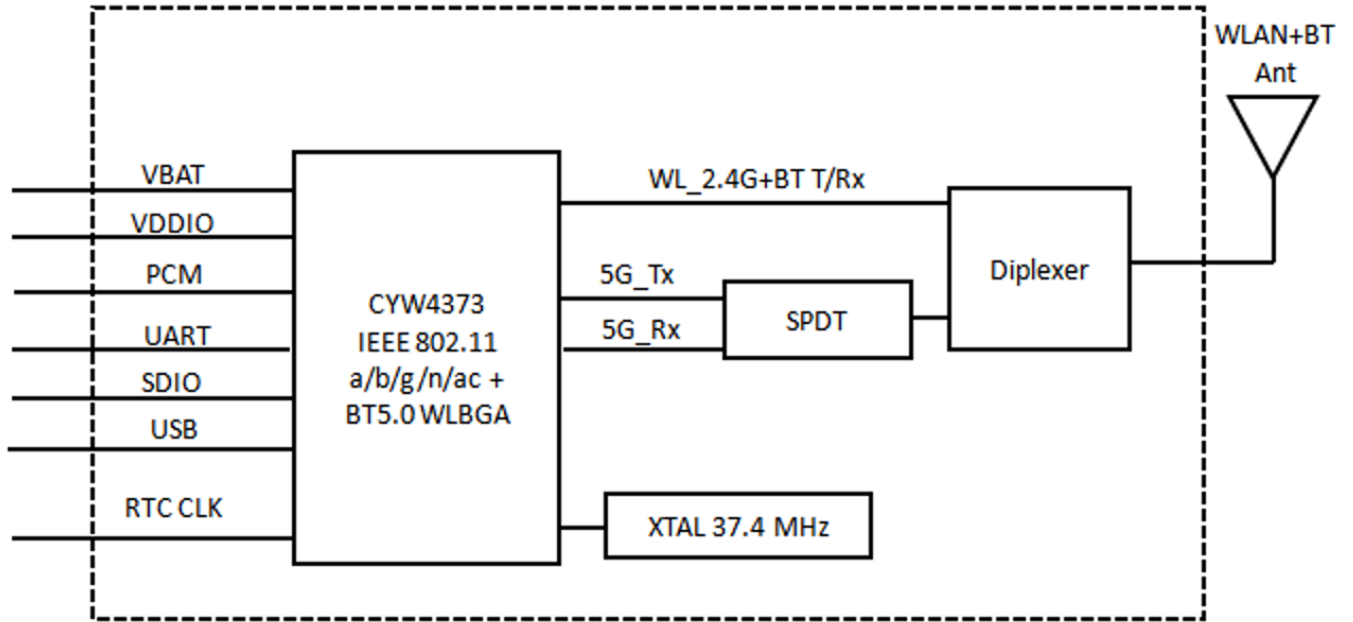 WLAN+BT
Ant
VBAT
VDDIO
PCM
UART
SDIO
USB
RTC CLK
CYW4373
IEEE 802.11
a/b/g/n/ac +
BT5.0 WLBGA
WL_2.4G+BT T/Rx
5G_Tx
5G_Rx
SPDT
Diplexer
XTAL 37.4 MHz